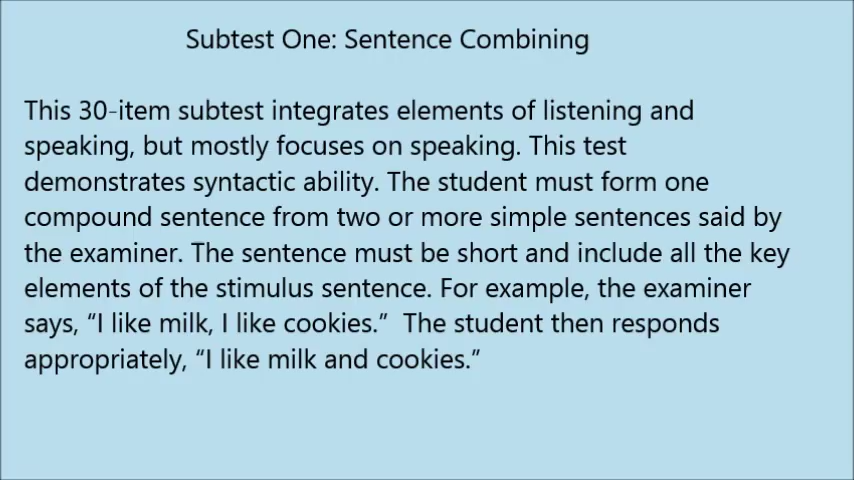 Subtest One: Sentence Combining
This 30-item subtest integrates elements of listening and
speaking, but mostly focuses on speaking. This test
demonstrates syntactic ability. The student must form one
compound sentence from two or more simple sentences said by
the examiner. The sentence must be short and include all the key
elements of the stimulus sentence. For example, the examiner
says, “I like milk, I like cookies.”  The student then responds
appropriately, “I like milk and cookies.”